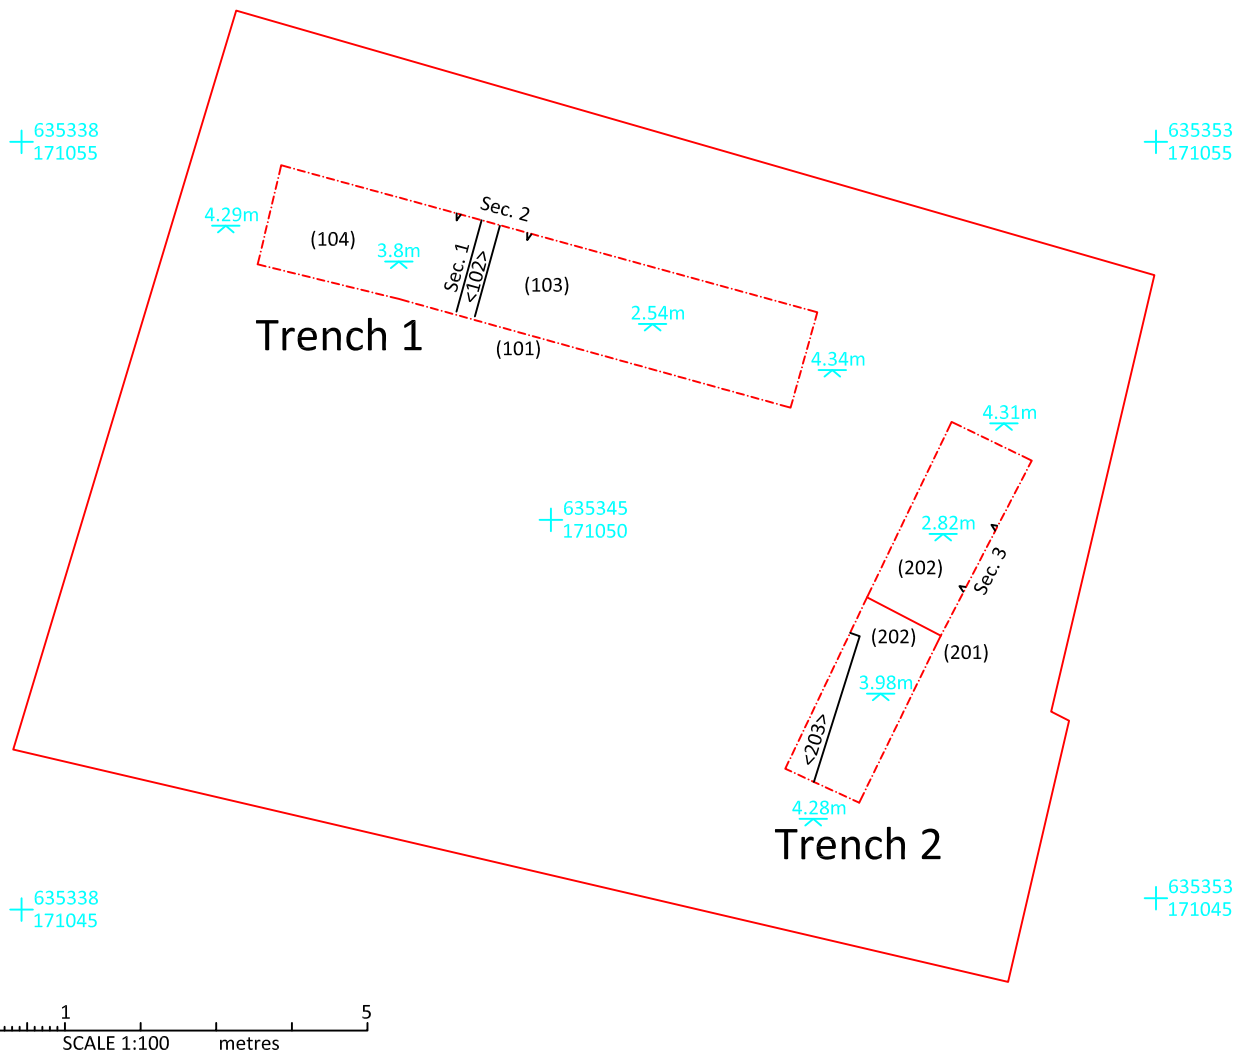 635338
171055
635353
171055
4.29m
Sec. 2
(104)
3.8m
Sec. 1
<102>
(103)
2.54m
Trench 1
(101)
4.34m
4.31m
635345
171050
2.82m
(202)
Sec. 3
(202)
(201)
3.98m
<203>
4.28m
Trench 2
635338
171045
635353
171045
1 5
SCALE 1:100 metres